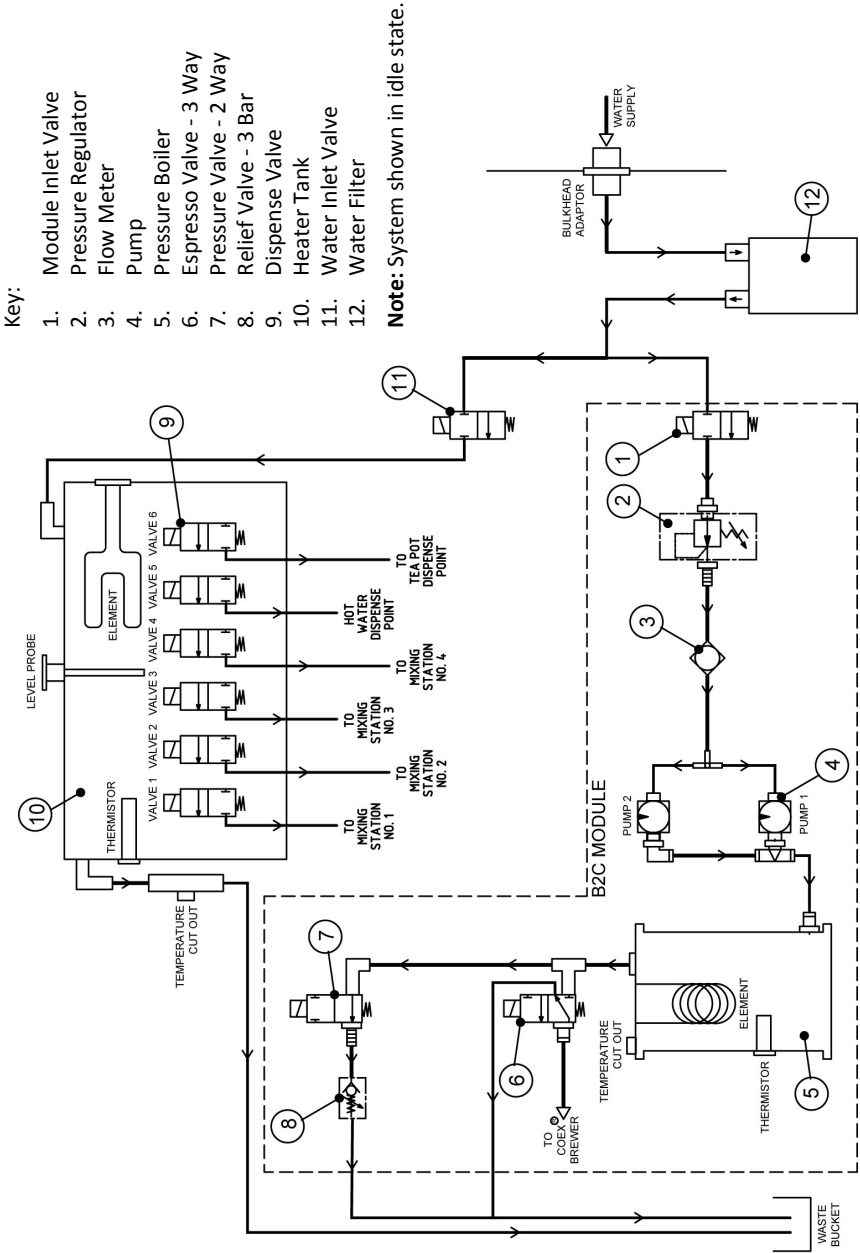 Key:
1. Module Inlet Valve
2. Pressure Regulator
3. Flow Meter
4. Pump
5. Pressure Boiler
6. Espresso Valve - 3 Way
7. Pressure Valve - 2 Way
8. Relief Valve - 3 Bar
9. Dispense Valve
10. Heater Tank
11. Water Inlet Valve
12. Water Filter
Note: System shown in idle state.
LEVEL PROBE
10
THERMISTOR
ELEMENT
VALVE 1
VALVE 2
VALVE 3
VALVE 4
VALVE 5
VALVE 6
9
TO
MIXING
STATION
NO. 1
TO
MIXING
STATION
NO. 2
TO
MIXING
STATION
NO. 3
TO
MIXING
STATION
NO. 4
HOT
WATER
DISPENSE
POINT
TO
TEA POT
DISPENSE
POINT
TEMPERATURE
CUT OUT
11
BULKHEAD
ADAPTOR
WATER
SUPPLY
12
B2C MODULE
1
2
3
PUMP 2
PUMP 1
4
7
8
6
TO
COEX®
BREWER
TEMPERATURE
CUT OUT
ELEMENT
THERMISTOR
5
WASTE
BUCKET